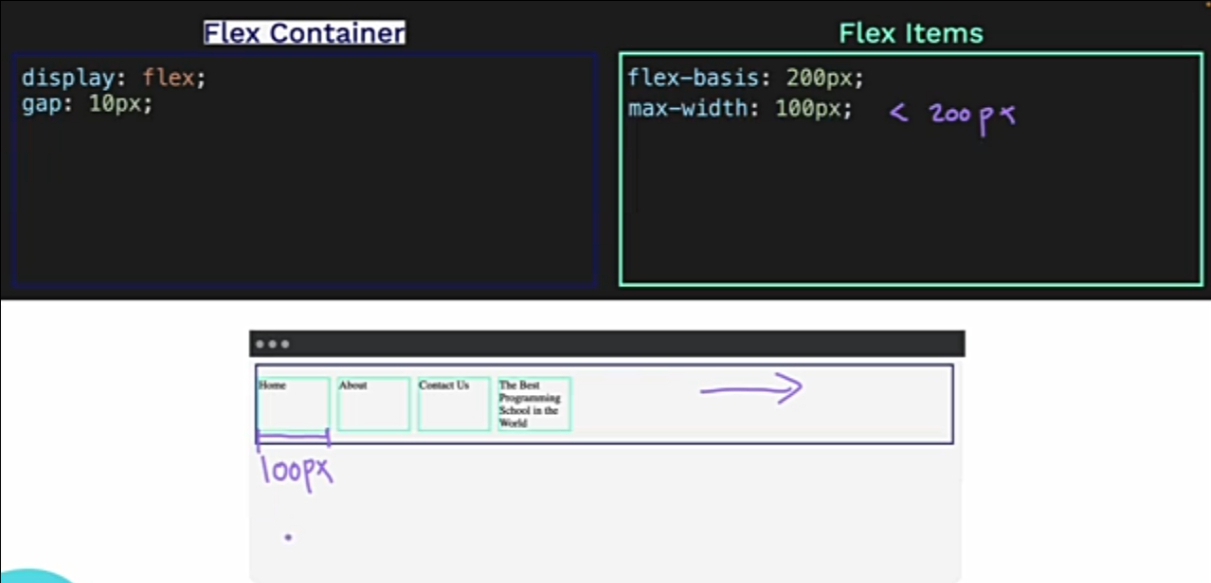 Flex Container
Flex Items
display: flex;
gap: 10px;
flex-basis: 200px;
max-width: 100px;
< 200px
Home
About
Contact Us
The Best
Programming
School in the
World
100px